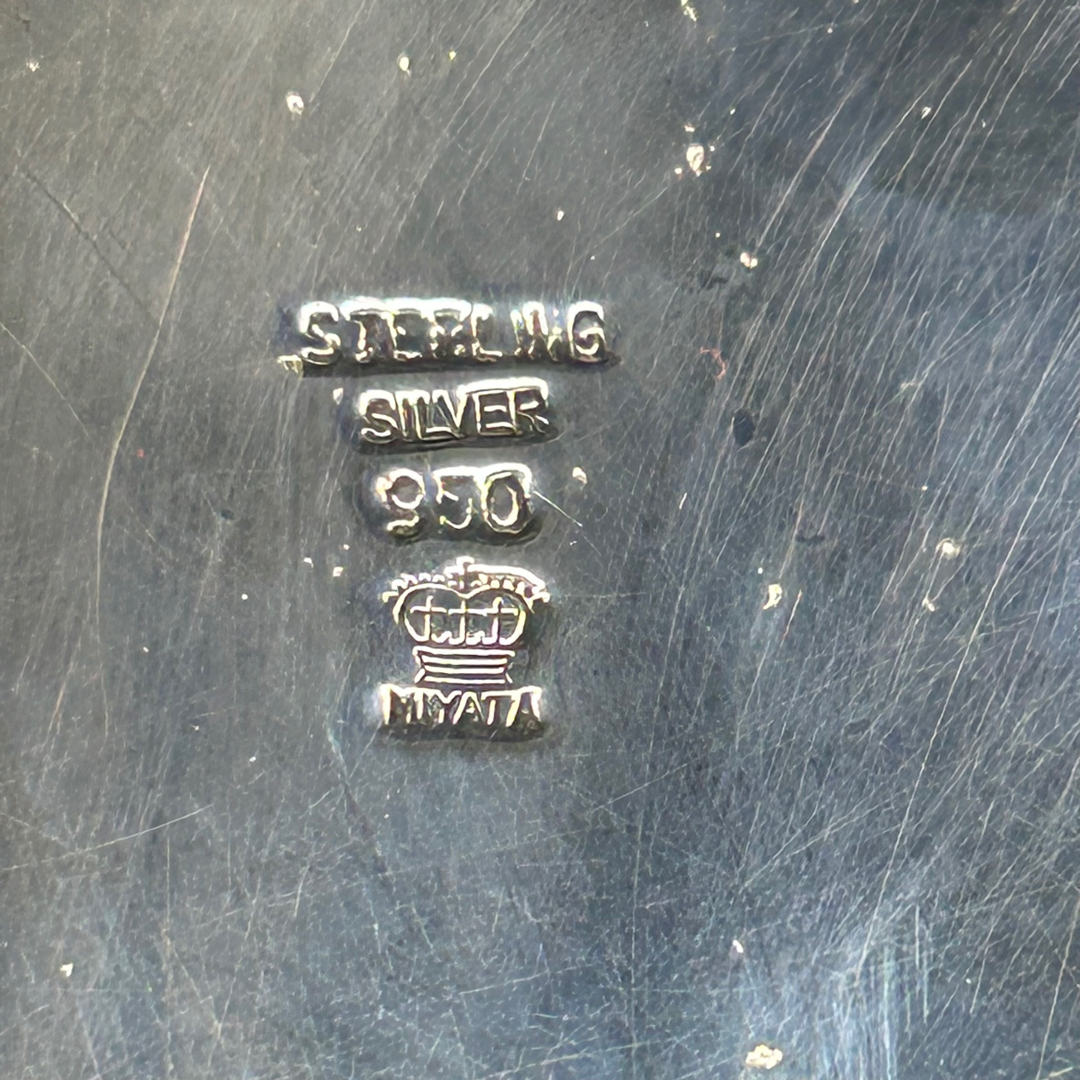 STERLING
SILVER
950
MIYATA